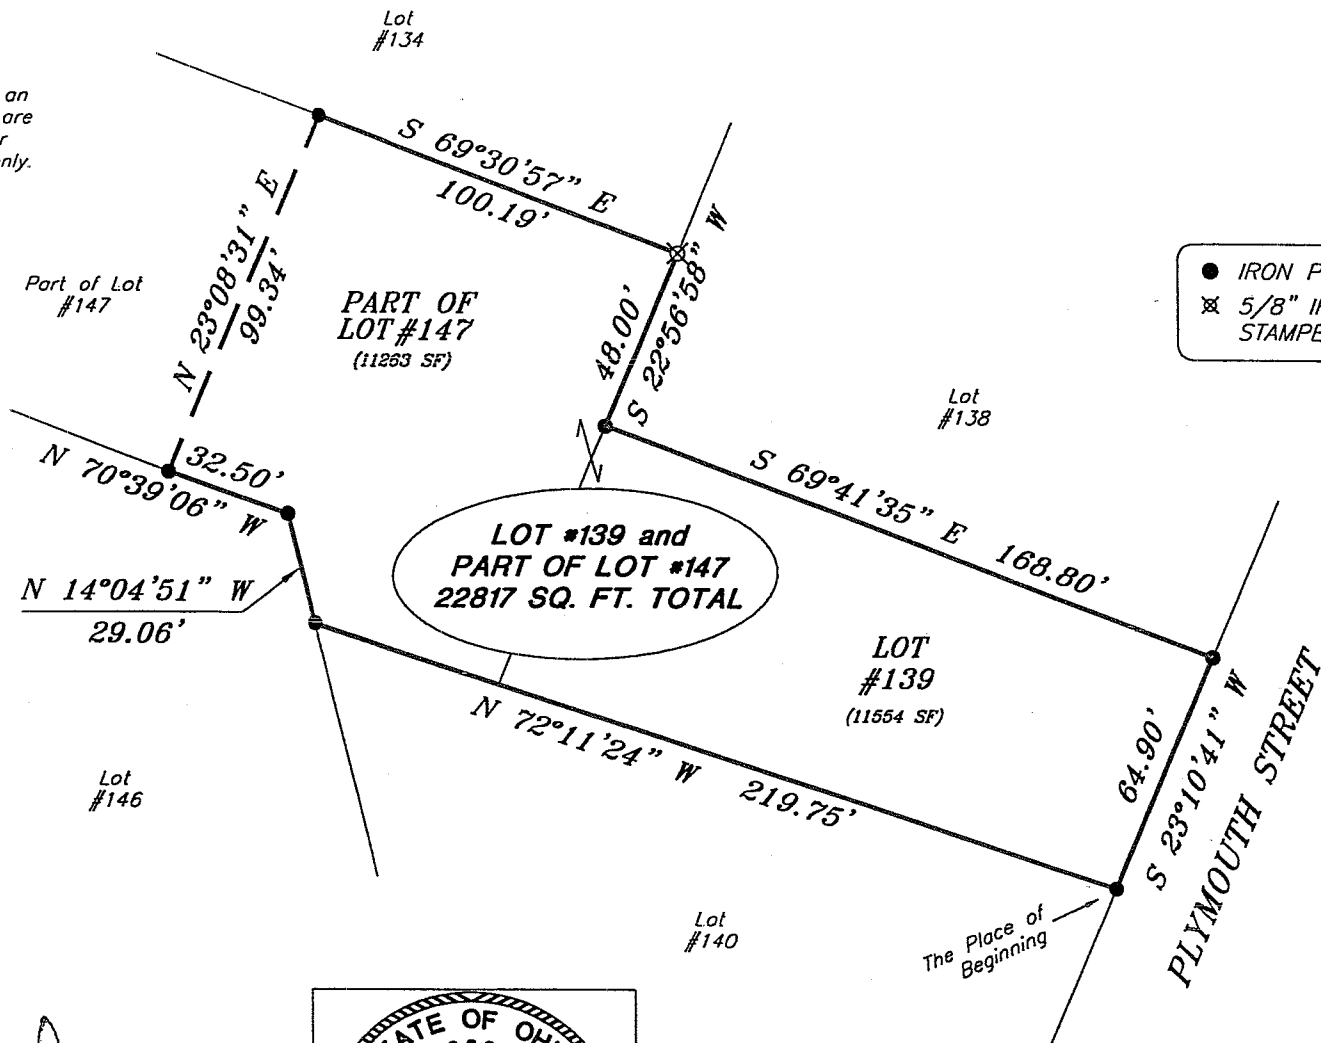 Lot
#134
an
are
r
only.
S 69°30'57" E
100.19'
N 23°08'31" E
99.34'
Part of Lot
#147
PART OF
LOT #147
(11263 SF)
48.00'
S 22°56'58" W
IRON P
5/8" I
STAMPE
Lot
#138
32.50'
N 70°39'06" W
S 69°41'35" E 168.80'
N 14°04'51" W
29.06'
LOT #139 and
PART OF LOT #147
22817 SQ. FT. TOTAL
LOT
#139
(11554 SF)
64.90'
S 23°10'41" W
PLYMOUTH STREET
N 72°11'24" W 219.75'
Lot
#146
Lot
#140
The Place of
Beginning
ATE OF OH